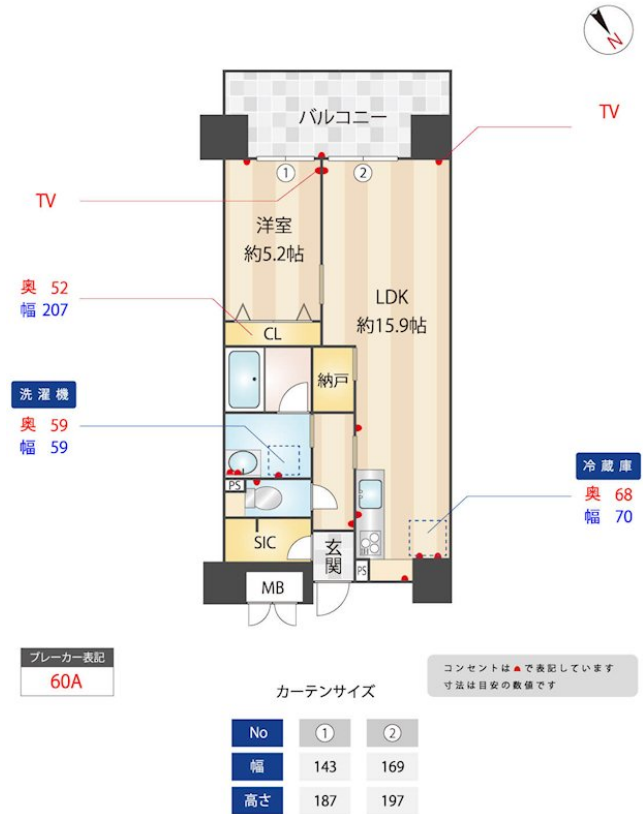 N
バルコニー
TV
① ②
TV
洋室
約5.2帖
LDK
約15.9帖
奥 52
幅 207
CL
納戸
洗濯機
奥 59
幅 59
冷蔵庫
奥 68
幅 70
PS
SIC
玄関
PS
MB
ブレーカー表記
60A
コンセントは で表記しています
寸法は目安の数値です
カーテンサイズ
No ① ②
幅 143 169
高さ 187 197